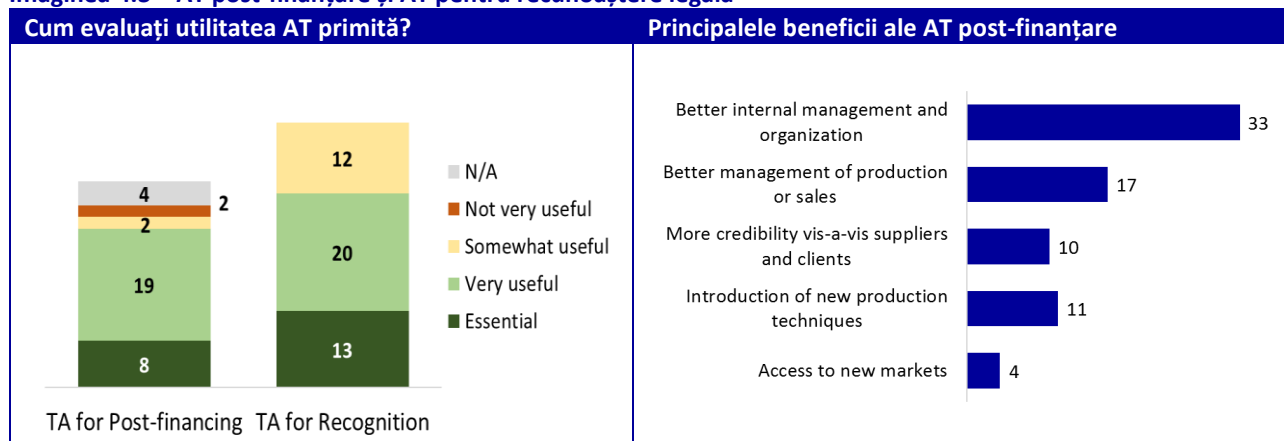 Cum evaluați utilitatea AT primită?
Principalele beneficii ale AT post-finanțare
4
2
2
19
8
12
20
13
N/A
Not very useful
Somewhat useful
Very useful
Essential
TA for Post-financing
TA for Recognition
Better internal management and
organization
33
Better management of production
or sales
17
More credibility vis-a-vis suppliers
and clients
10
Introduction of new production
techniques
11
Access to new markets
4